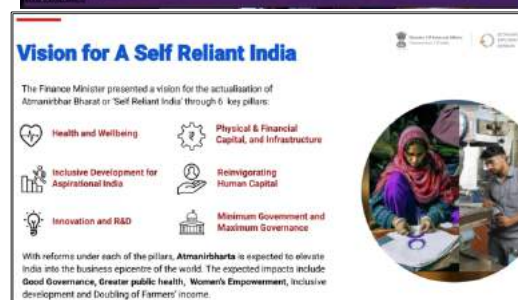 Vision for A Self Reliant India
The Finance Minister presented a vision for the actualisation of
Atmanirbhar Bharat or 'Self Reliant India' through 6 key pillars:
Health and Wellbeing
Physical & Financial
Capital, and Infrastructure
Inclusive Development for
Aspirational India
Reinvigorating
Human Capital
Innovation and R&D
Minimum Government and
Maximum Governance
With reforms under each of the pillars, Atmanirbharta is expected to elevate
India into the business epicentre of the world. The expected impacts include
Good Governance, Greater public health, Women's Empowerment, Inclusive
development and Doubling of Farmers' income.